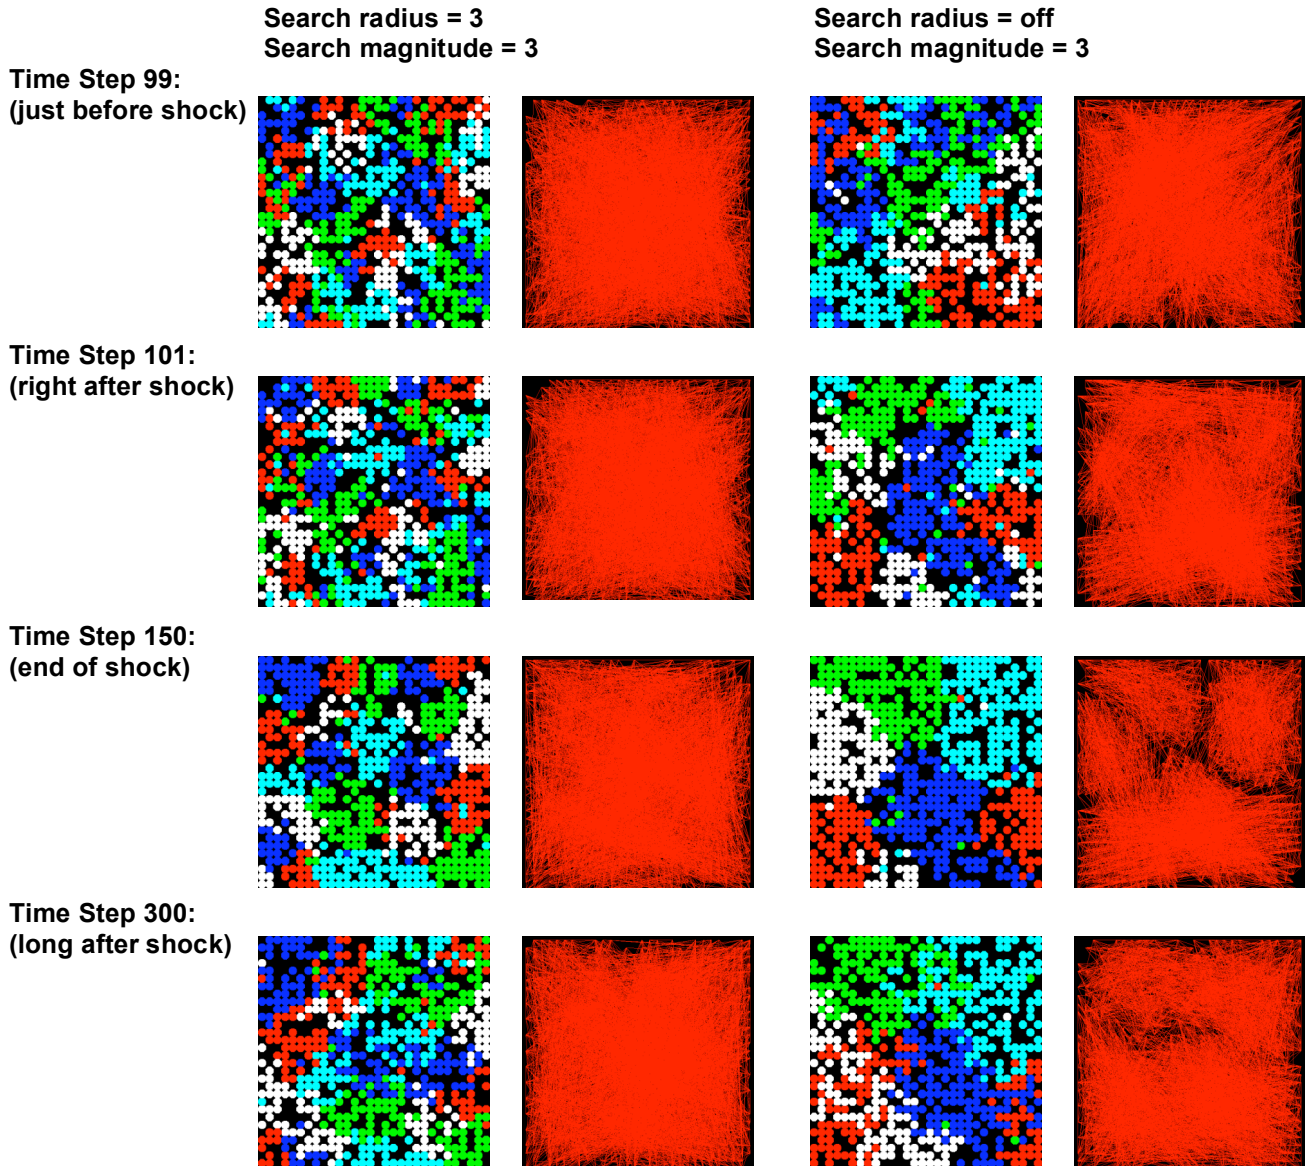 Search radius = 3
Search magnitude = 3
Search radius = off
Search magnitude = 3
Time Step 99:
(just before shock)
Time Step 101:
(right after shock)
Time Step 150:
(end of shock)
Time Step 300:
(long after shock)